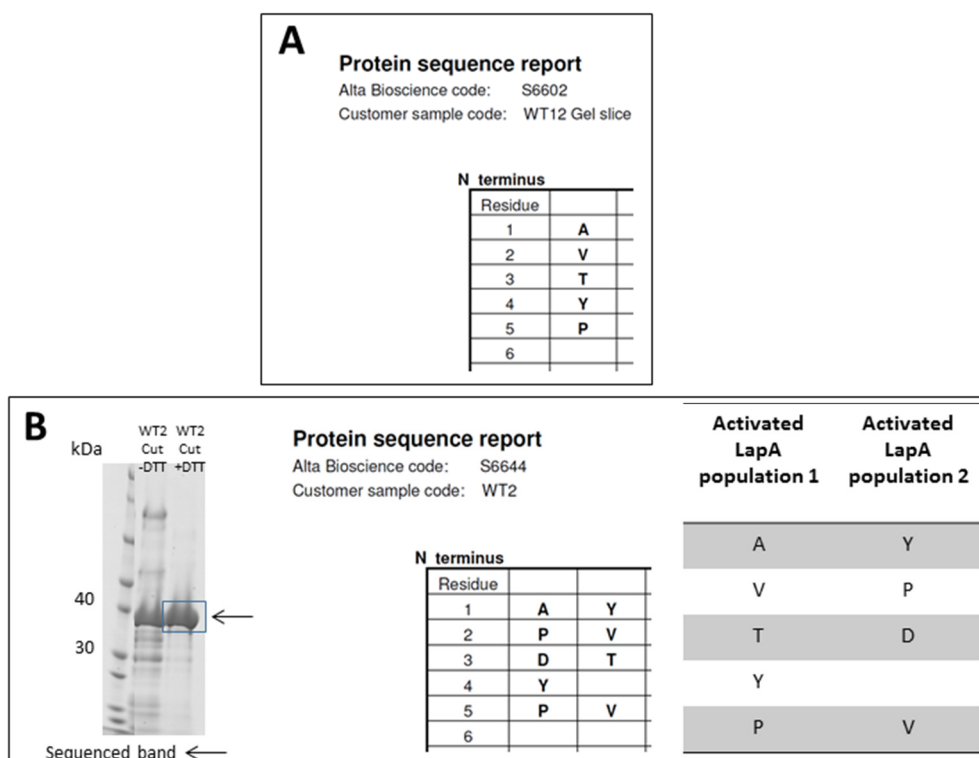 A
Protein sequence report
Alta Bioscience code: S6602
Customer sample code: WT12 Gel slice
N terminus
Residue
1 A
2 V
3 T
4 Y
5 P
6
B
kDa
WT2 WT2
Cut Cut
-DTT +DTT
40
30
Sequenced band
Protein sequence report
Alta Bioscience code: S6644
Customer sample code: WT2
N terminus
Residue
1 A Y
2 P V
3 D T
4 Y
5 P V
6
Activated Activated
LapA LapA
population 1 population 2
A Y
V P
T D
Y
P V